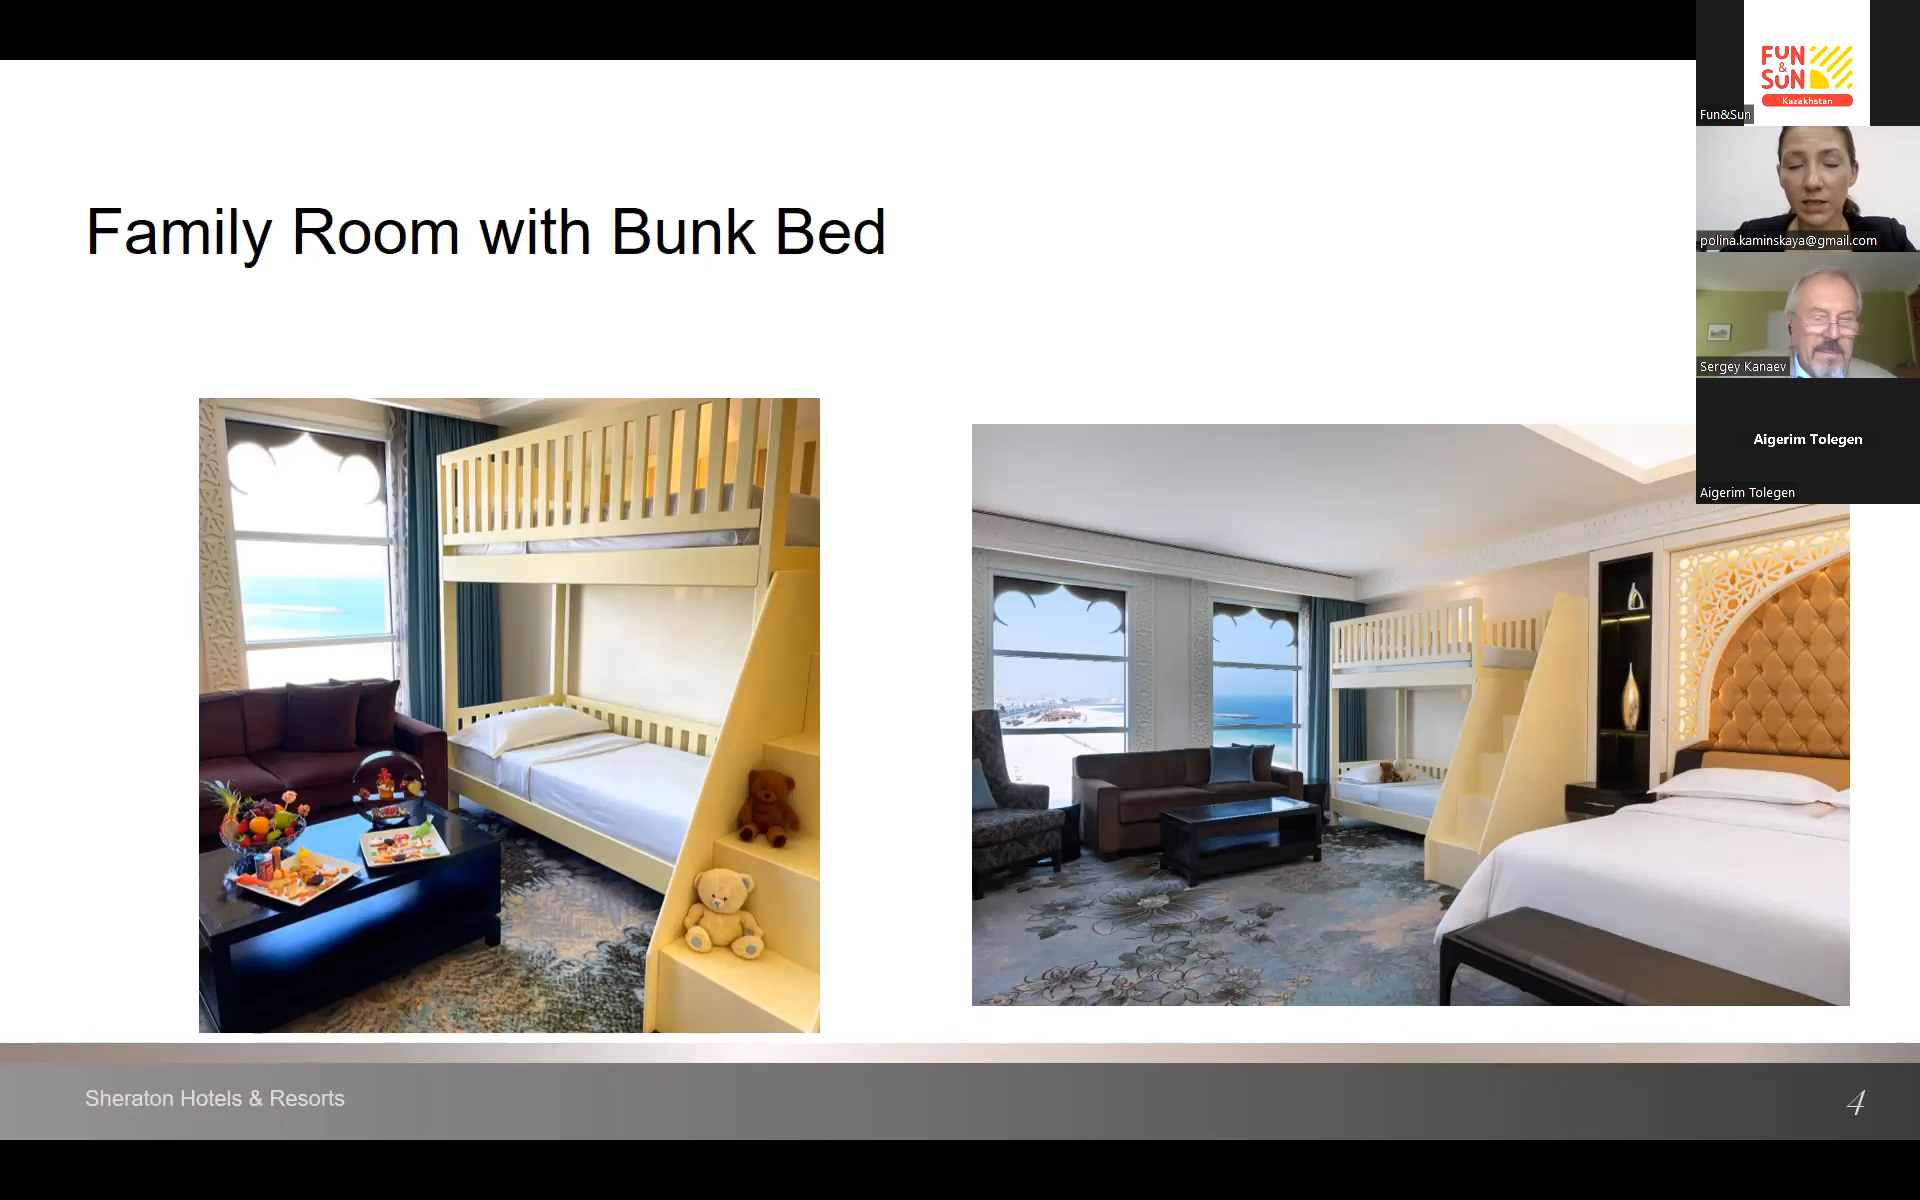 Family Room with Bunk Bed
Sheraton Hotels & Resorts
4
FUN
&
SUN
Kazakhstan
Fun&Sun
polina.kaminskaya@gmail.com
Sergey Kanaev
Aigerim Tolegen
Aigerim Tolegen